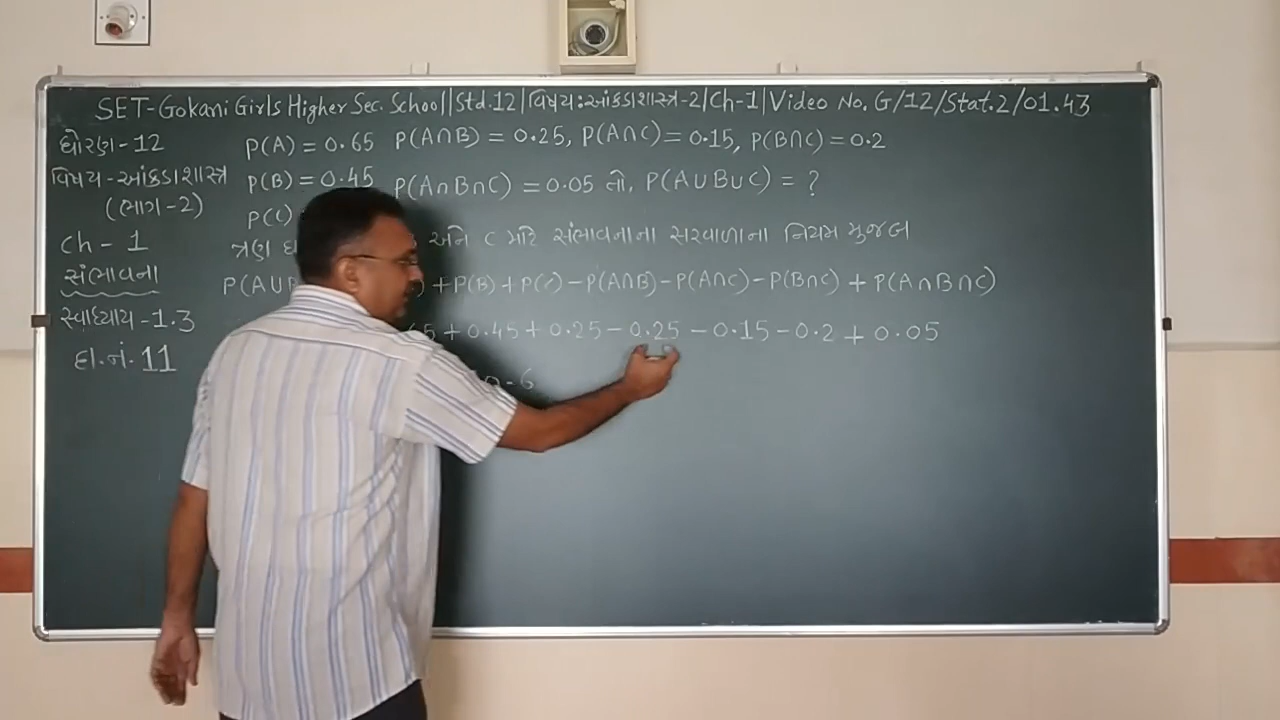 SET-Gokani Girls Higher Sec. School||Std.12|વિષય:આંકડાશાસ્ત્ર-2/Ch-1|Video No. G/12/Stat.2/01.43
ધોરણ-12
વિષય-આંકડાશાસ્ત્ર
(ભાગ-2)
Ch-1
સંભાવના
સ્વાધ્યાય-1.3
દા.નં.11
P(A) = 0.65 P(A∩B) = 0.25, P(A∩C) = 0.15, P(B∩C) = 0.2
P(B) = 0.45 P(A∩B∩C) = 0.05 તો, P(A∪B∪C) = ?
P(C)
ત્રણ અને C માટે સંભાવનાના સરવાળાના નિયમ મુજબ
P(A∪B ) + P(B) + P(C) - P(A∩B) - P(A∩C) - P(B∩C) + P(A∩B∩C)
65 + 0.45 + 0.25 - 0.25 - 0.15 - 0.2 + 0.05
0.6